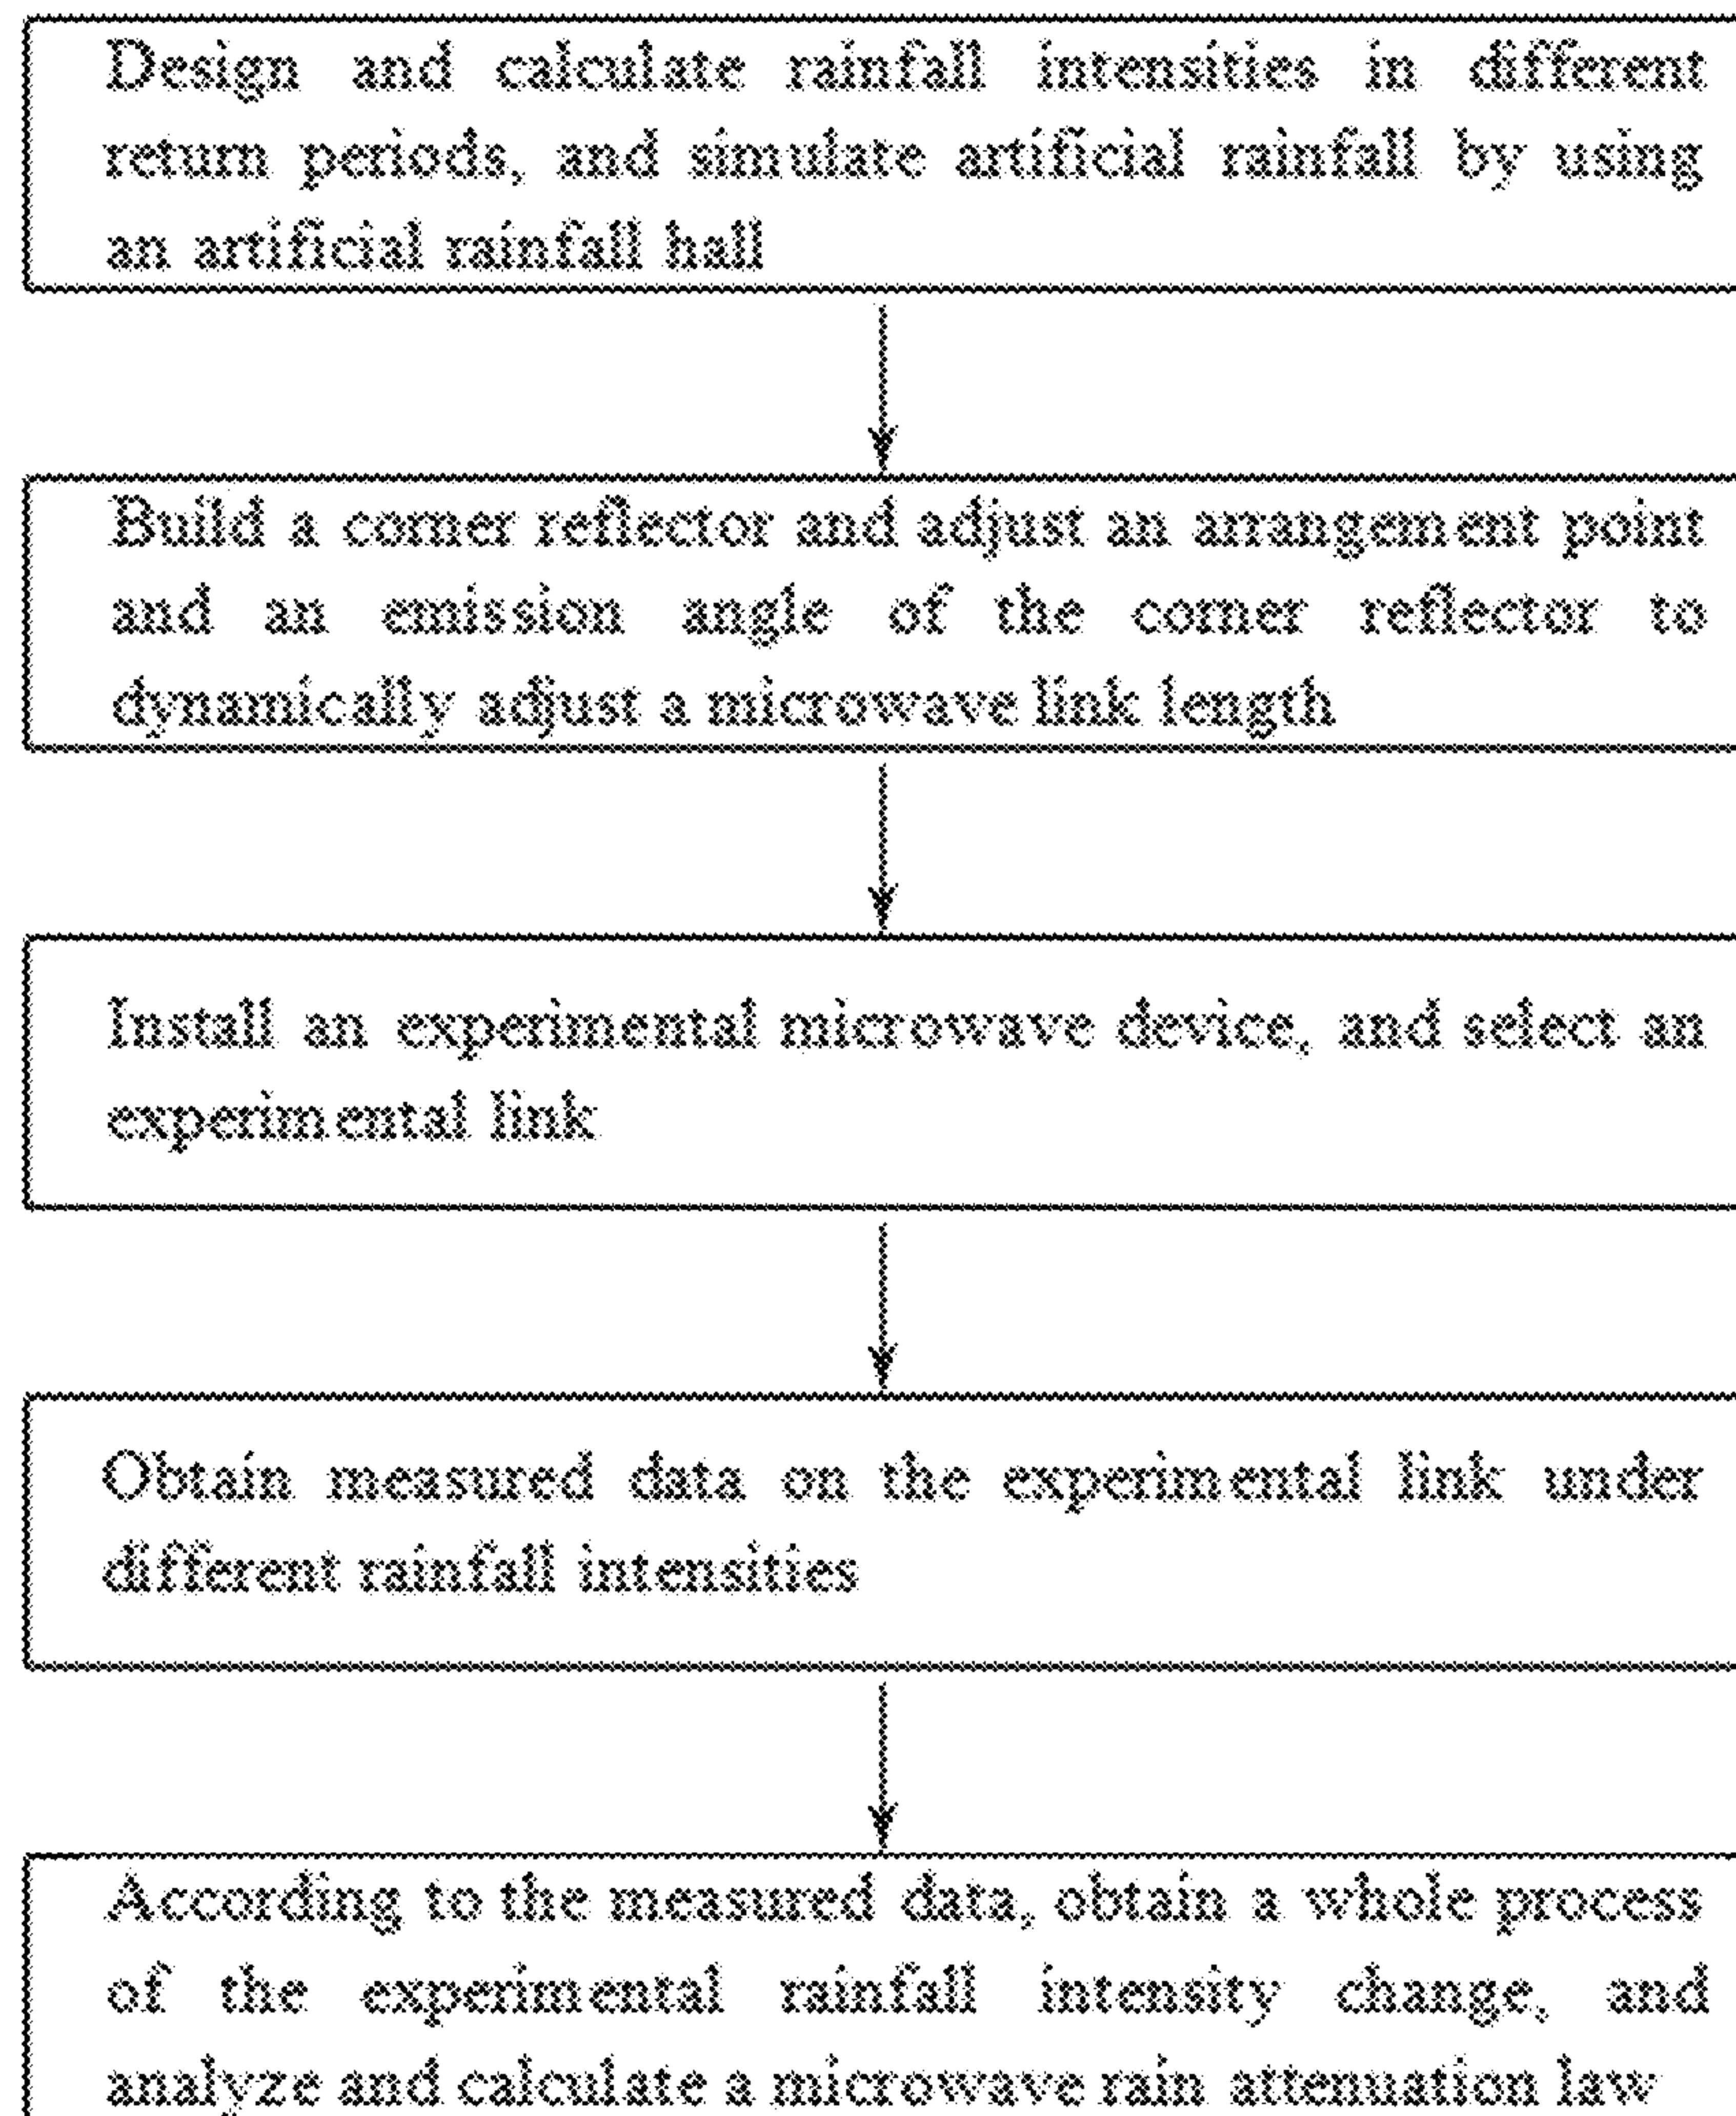 Design and calculate rainfall intensities in different
return periods, and simulate artificial rainfall by using
an artificial rainfall hall
Build a corner reflector and adjust an arrangement point
and an emission angle of the corner reflector to
dynamically adjust a microwave link length
Install an experimental microwave device, and select an
experimental link
Obtain measured data on the experimental link under
different rainfall intensities
According to the measured data, obtain a whole process
of the experimental rainfall intensity change, and
analyze and calculate a microwave rain attenuation law